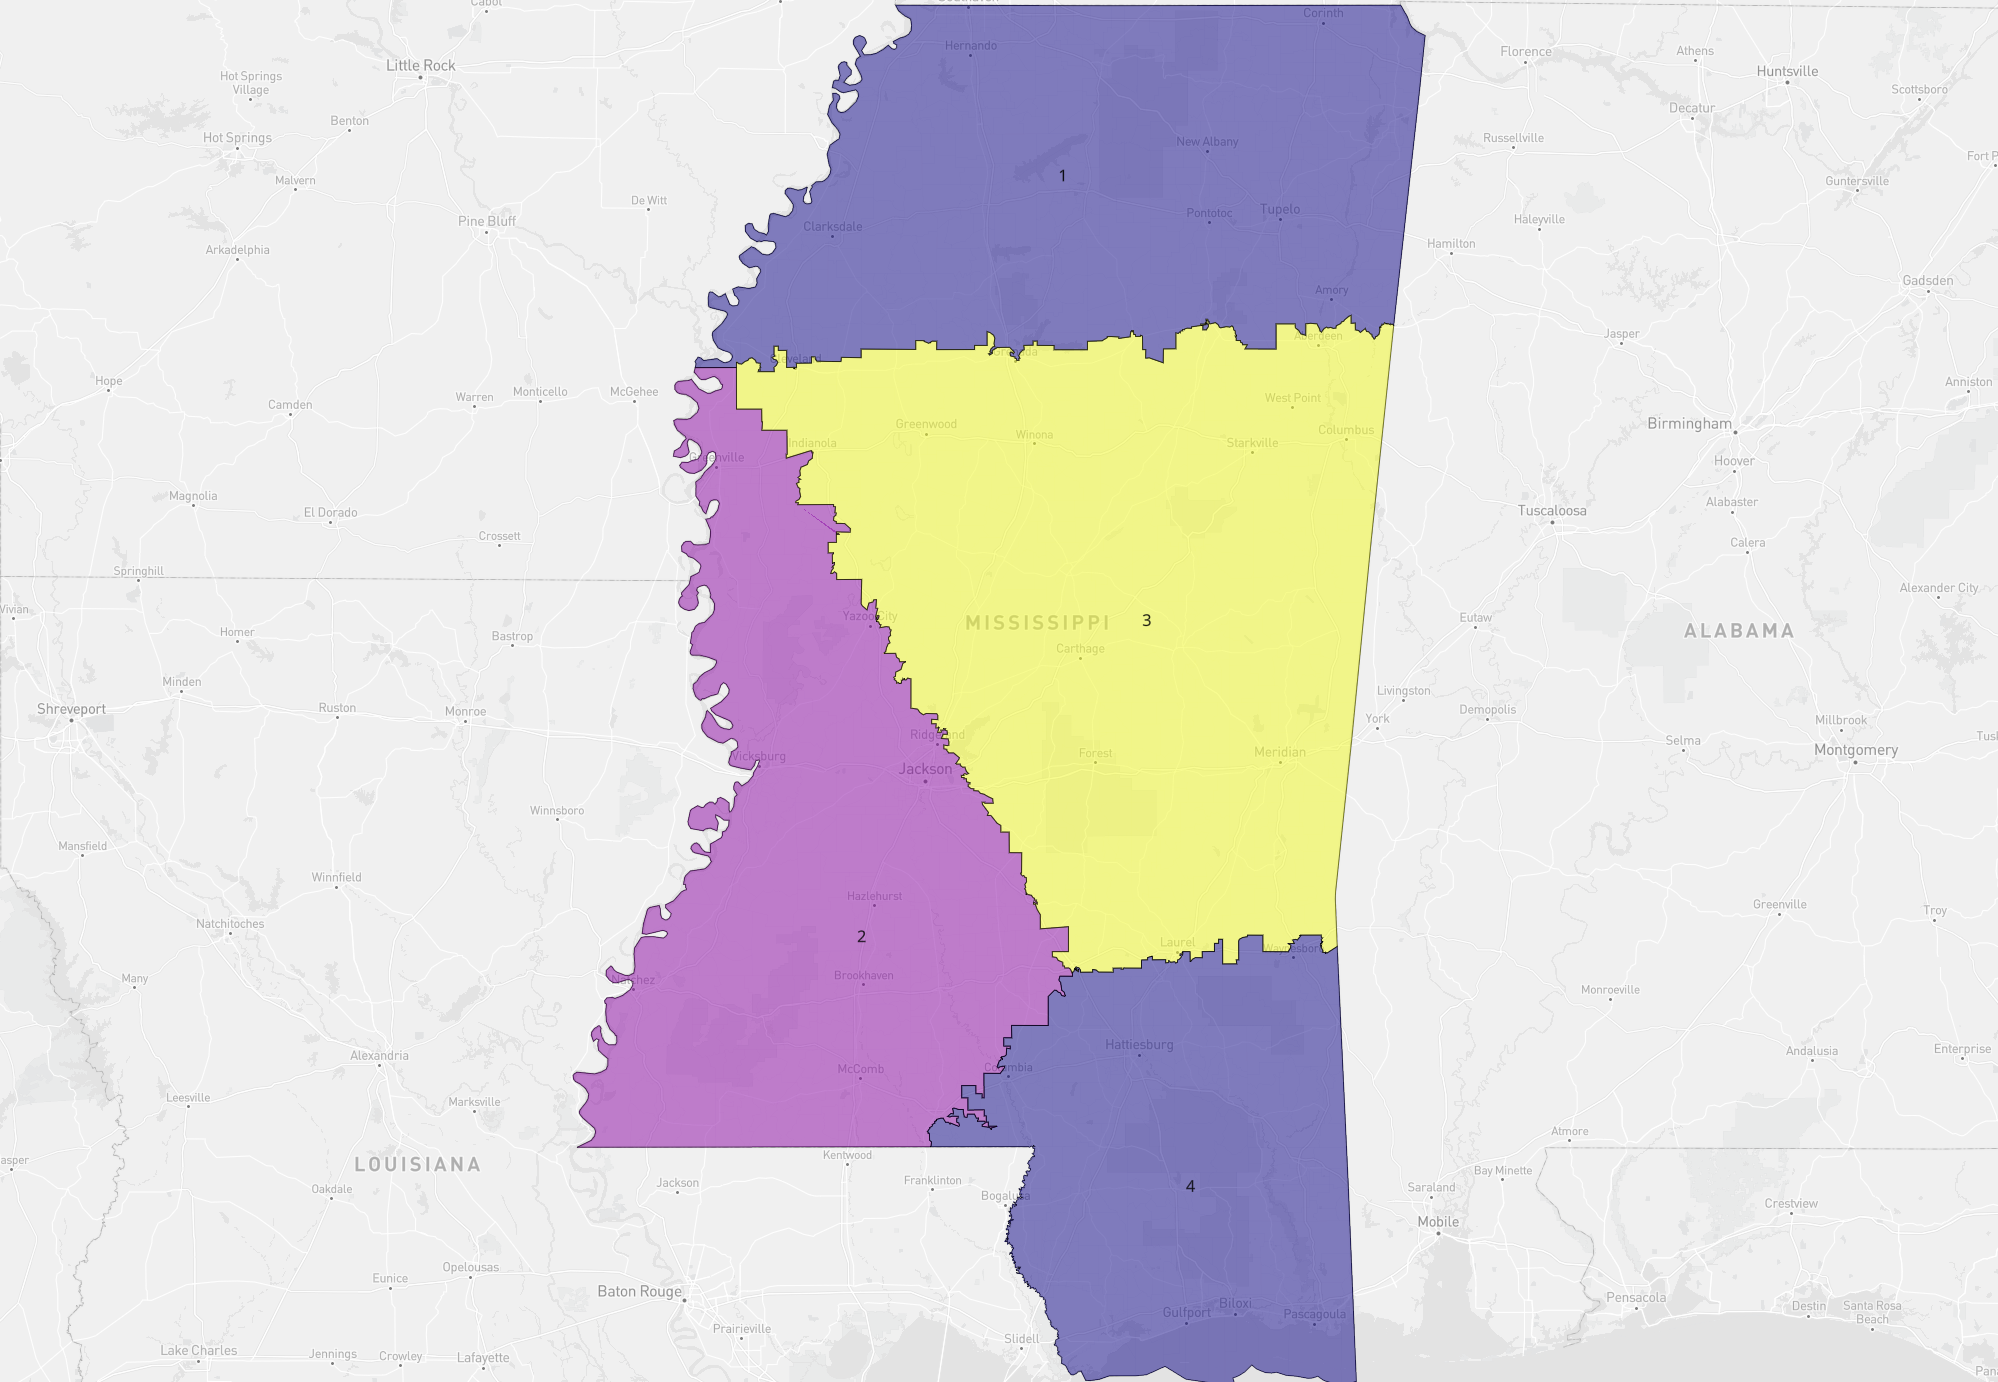 Cabot
Southaven
Corinth
Hernando
Florence
Athens
Little Rock
Huntsville
Hot Springs
Village
Scottsboro
Decatur
Benton
Hot Springs
Russellville
New Albany
Fort P
1
Malvern
Guntersville
De Witt
Pontotoc
Tupelo
Haleyville
Pine Bluff
Clarksdale
Arkadelphia
Hamilton
Gadsden
Amory
Jasper
Aberdeen
Cleveland
Grenada
Hope
Monticello
McGehee
Warren
Camden
West Point
Anniston
Greenwood
Winona
Columbus
Starkville
Birmingham
Indianola
Greenville
Hoover
Magnolia
El Dorado
Alabaster
Tuscaloosa
Crossett
Calera
Springhill
Alexander City
Vivian
Yazoo City
MISSISSIPPI
3
Eutaw
ALABAMA
Homer
Bastrop
Carthage
Minden
Livingston
Shreveport
Ruston
Monroe
Demopolis
York
Millbrook
Ridgeland
Selma
Tusk
Vicksburg
Forest
Meridian
Montgomery
Jackson
Winnsboro
Mansfield
Winnfield
Hazlehurst
Greenville
Troy
Natchitoches
2
Laurel
Waynesboro
Many
Natchez
Brookhaven
Monroeville
Hattiesburg
Alexandria
Andalusia
Enterprise
McComb
Columbia
Leesville
Marksville
Atmore
Kentwood
asper
LOUISIANA
Bay Minette
Jackson
Franklinton
Oakdale
Bogalusa
4
Saraland
Crestview
Mobile
Opelousas
Eunice
Baton Rouge
Pensacola
Biloxi
Gulfport
Pascagoula
Destin
Santa Rosa
Beach
Prairieville
Slidell
Lake Charles
Jennings
Crowley
Lafayette
Pan